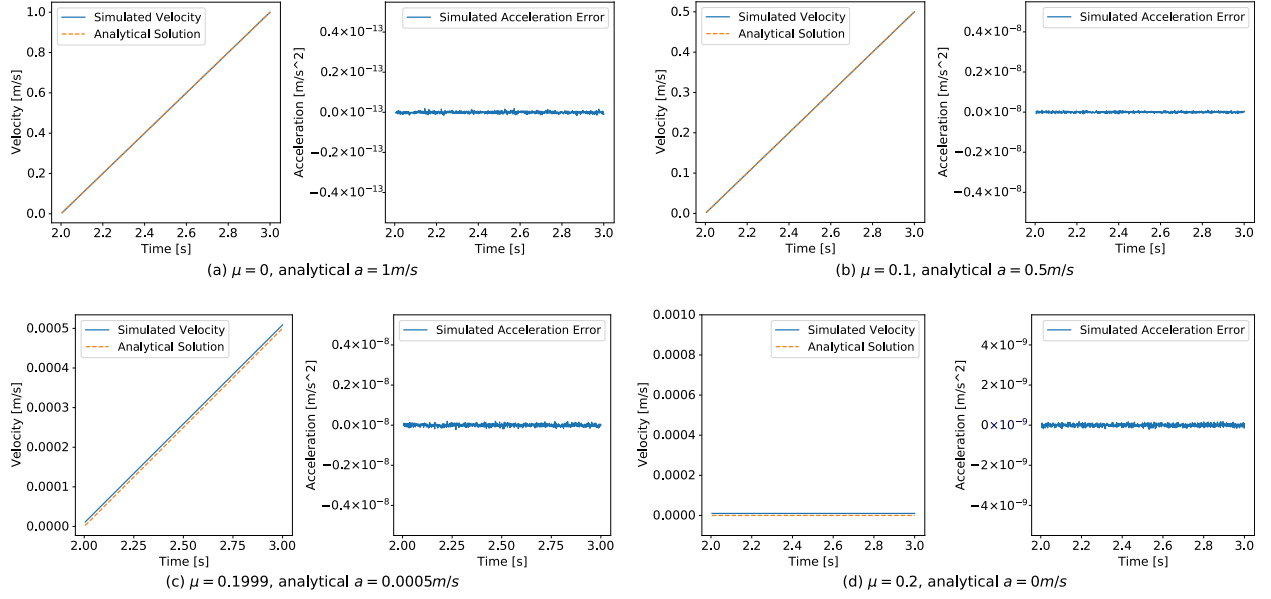 Simulated Velocity
Analytical Solution
Velocity [m/s]
1.0
0.8
0.6
0.4
0.2
0.0
2.0 2.2 2.4 2.6 2.8 3.0
Time [s]
Simulated Acceleration Error
Acceleration [m/s^2]
0.4×10⁻¹³
0.2×10⁻¹³
0.0×10⁻¹³
−0.2×10⁻¹³
−0.4×10⁻¹³
2.0 2.2 2.4 2.6 2.8 3.0
Time [s]
(a) μ = 0, analytical a = 1m/s
Simulated Velocity
Analytical Solution
Velocity [m/s]
0.5
0.4
0.3
0.2
0.1
0.0
2.0 2.2 2.4 2.6 2.8 3.0
Time [s]
Simulated Acceleration Error
Acceleration [m/s^2]
0.4×10⁻⁸
0.2×10⁻⁸
0.0×10⁻⁸
−0.2×10⁻⁸
−0.4×10⁻⁸
2.0 2.2 2.4 2.6 2.8 3.0
Time [s]
(b) μ = 0.1, analytical a = 0.5m/s
Simulated Velocity
Analytical Solution
Velocity [m/s]
0.0005
0.0004
0.0003
0.0002
0.0001
0.0000
2.00 2.25 2.50 2.75 3.00
Time [s]
Simulated Acceleration Error
Acceleration [m/s^2]
0.4×10⁻⁸
0.2×10⁻⁸
0.0×10⁻⁸
−0.2×10⁻⁸
−0.4×10⁻⁸
2.00 2.25 2.50 2.75 3.00
Time [s]
(c) μ = 0.1999, analytical a = 0.0005m/s
Simulated Velocity
Analytical Solution
Velocity [m/s]
0.0010
0.0008
0.0006
0.0004
0.0002
0.0000
2.0 2.2 2.4 2.6 2.8 3.0
Time [s]
Simulated Acceleration Error
Acceleration [m/s^2]
4×10⁻⁹
2×10⁻⁹
0×10⁻⁹
−2×10⁻⁹
−4×10⁻⁹
2.0 2.2 2.4 2.6 2.8 3.0
Time [s]
(d) μ = 0.2, analytical a = 0m/s